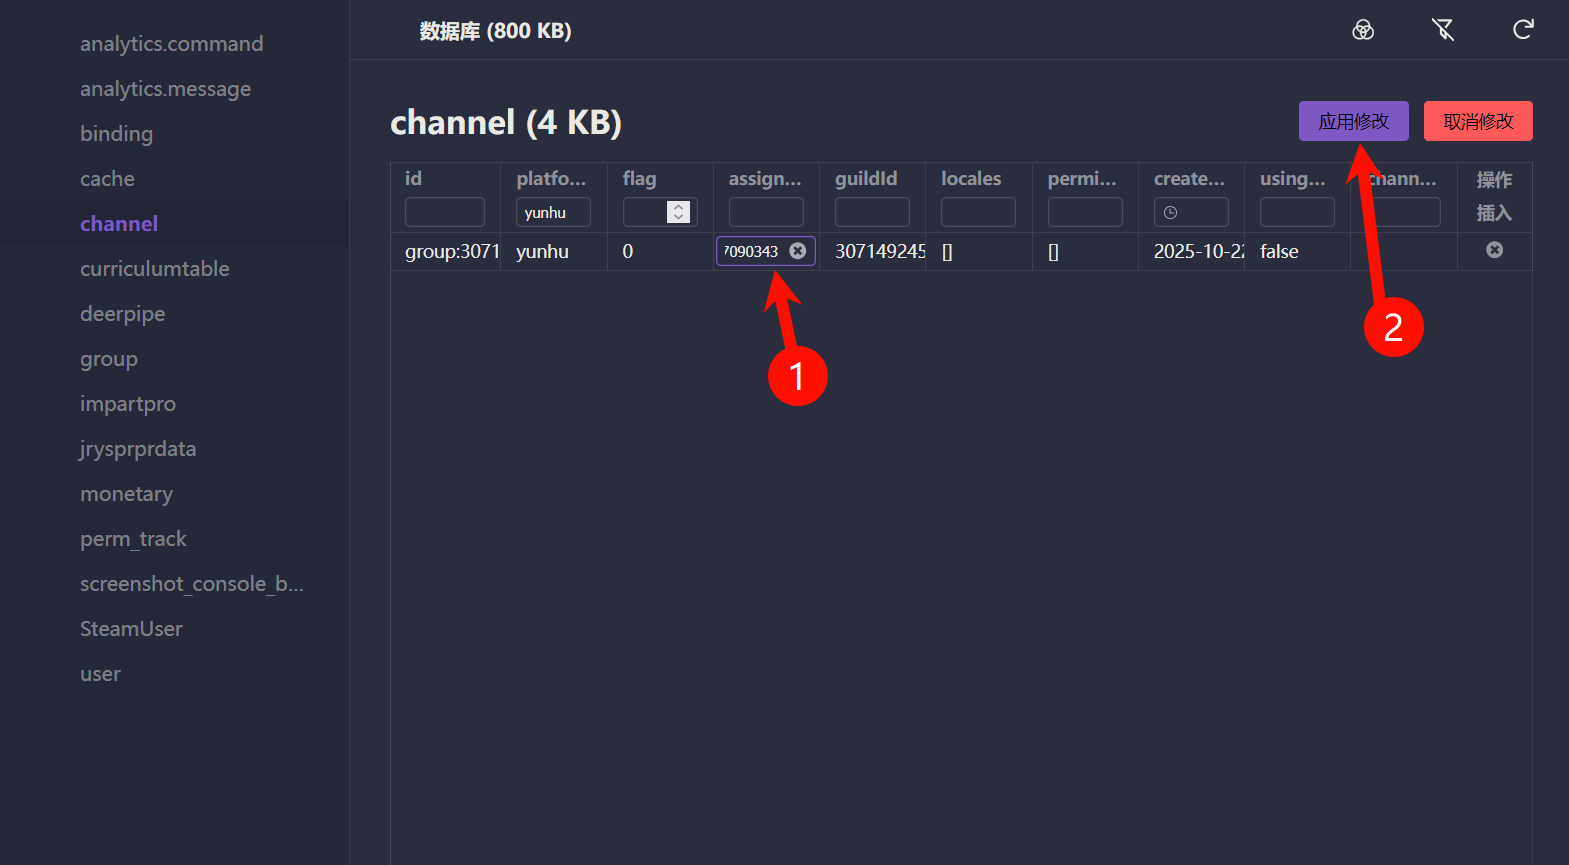 analytics.command
analytics.message
binding
cache
channel
curriculumtable
deerpipe
group
impartpro
jrysprprdata
monetary
perm_track
screenshot_console_b...
SteamUser
user
数据库 (800 KB)
channel (4 KB)
应用修改 取消修改
id platfo... flag assign... guildId locales permi... create... using... chann... 操作
yunhu 插入
group:3071 yunhu 0 7090343 307149245 [] [] 2025-10-22 false
1
2